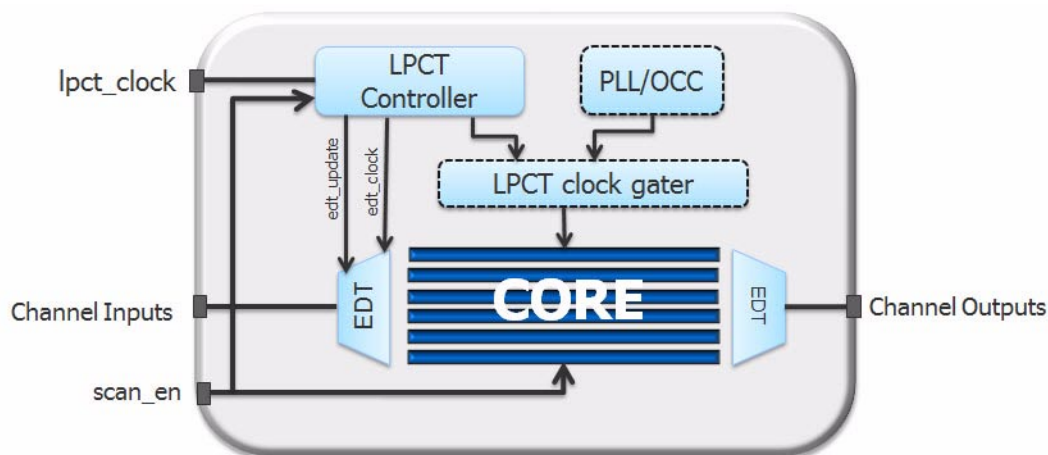 lpct_clock
LPCT
Controller
PLL/OCC
edt_update
edt_clock
LPCT clock gater
Channel Inputs
EDT
CORE
EDT
Channel Outputs
scan_en